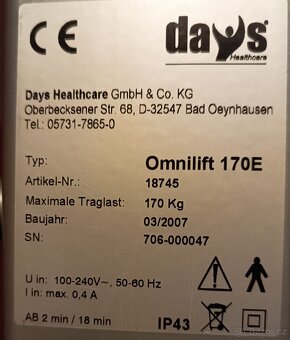 CE
days
Healthcare
Days Healthcare GmbH & Co. KG
Oberbecksener Str. 68, D-32547 Bad Oeynhausen
Tel.: 05731-7865-0
Typ: Omnilift 170E
Artikel-Nr.: 18745
Maximale Traglast: 170 Kg
Baujahr: 03/2007
SN: 706-000047
U in: 100-240V~, 50-60 Hz
I in: max. 0,4 A
AB 2 min / 18 min
IP43